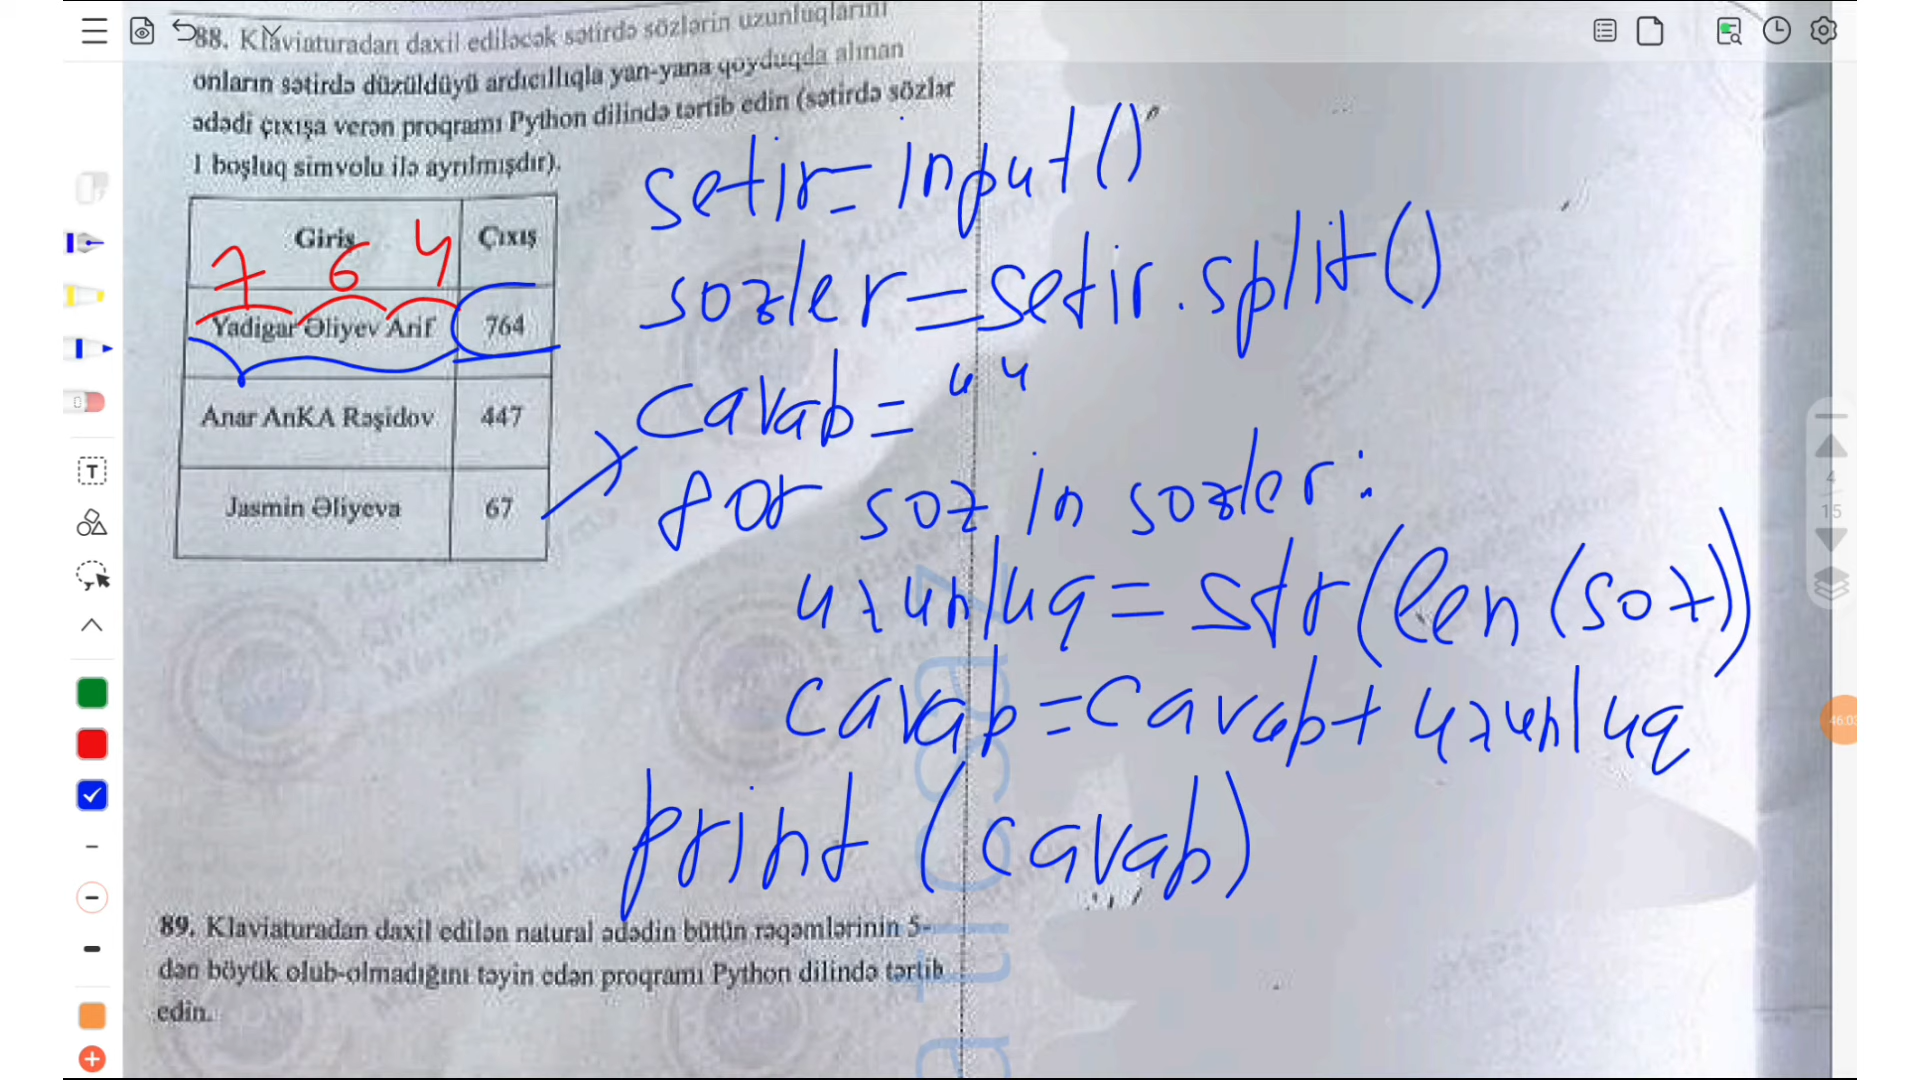 88. Klaviaturadan daxil ediləcək sətirdə sözlərin uzunluqlarını
onların sətirdə düzüldüyü ardıcıllıqla yan-yana qoyduqda alınan
ədədi çıxışa verən proqramı Python dilində tərtib edin (sətirdə sözlər
1 boşluq simvolu ilə ayrılmışdır).
Giriş Çıxış
7 6 4
Yadigar Əliyev Arif 764
Anar AnKA Rəşidov 447
Jasmin Əliyeva 67
setir=input()
sozler=setir.split()
cavab=""
for soz in sozler:
uzunluq=str(len(soz))
cavab=cavab+uzunluq
print(cavab)
89. Klaviaturadan daxil edilən natural ədədin bütün rəqəmlərinin 5-
dən böyük olub-olmadığını təyin edən proqramı Python dilində tərtib
edin.
T
4
15
46:03